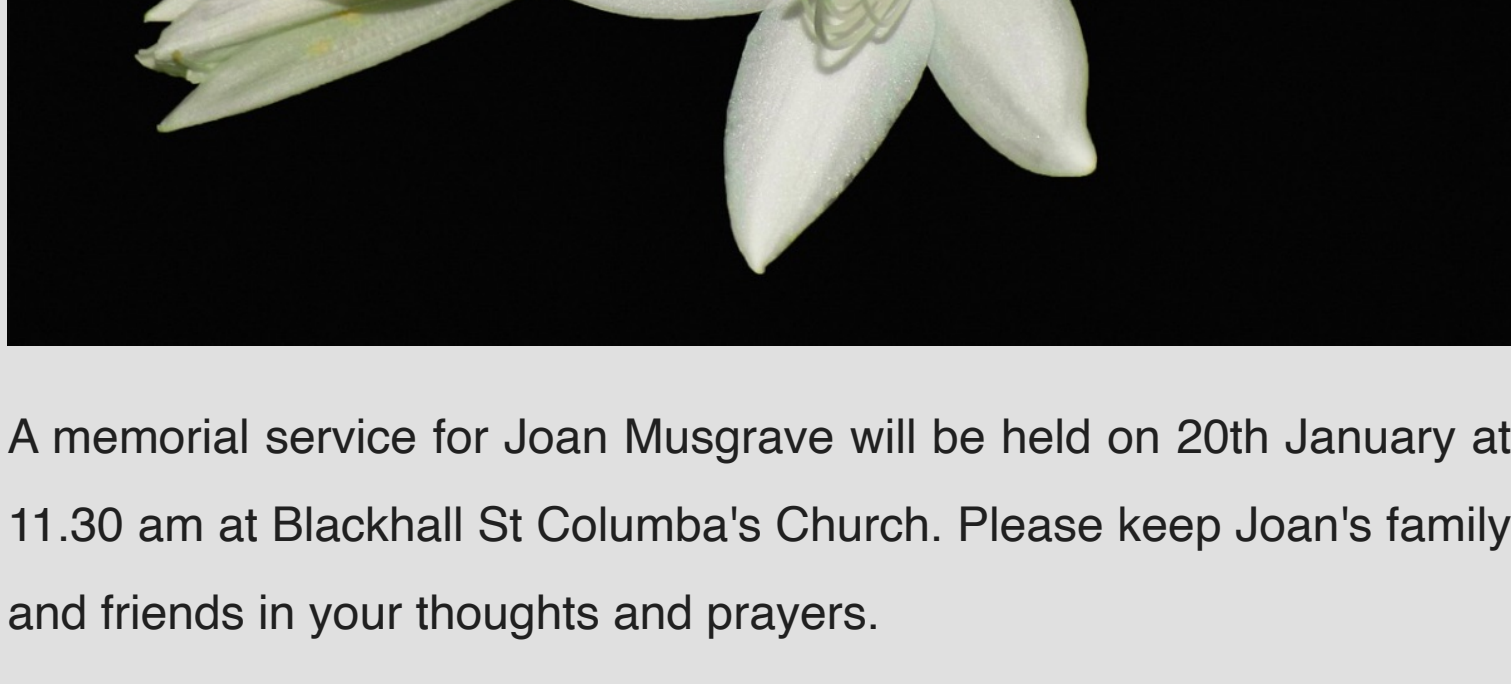 A memorial service for Joan Musgrave will be held on 20th January at
11.30 am at Blackhall St Columba's Church. Please keep Joan's family
and friends in your thoughts and prayers.